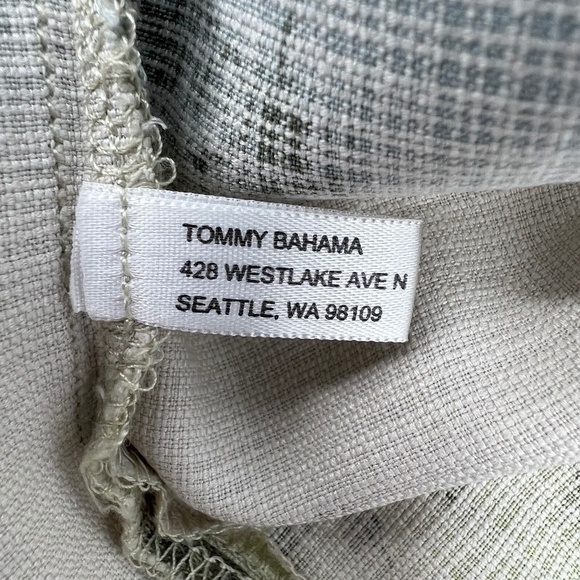 TOMMY BAHAMA
428 WESTLAKE AVE N
SEATTLE, WA 98109